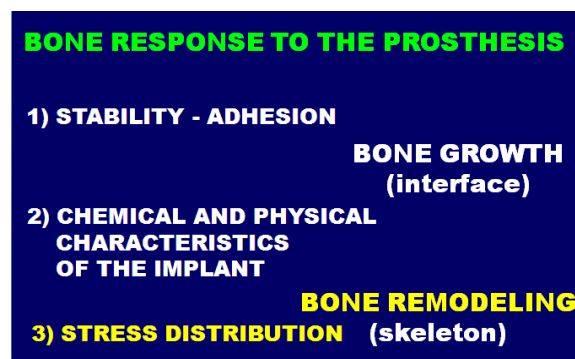 BONE RESPONSE TO THE PROSTHESIS
1) STABILITY - ADHESION
BONE GROWTH
(interface)
2) CHEMICAL AND PHYSICAL
CHARACTERISTICS
OF THE IMPLANT
BONE REMODELING
3) STRESS DISTRIBUTION (skeleton)